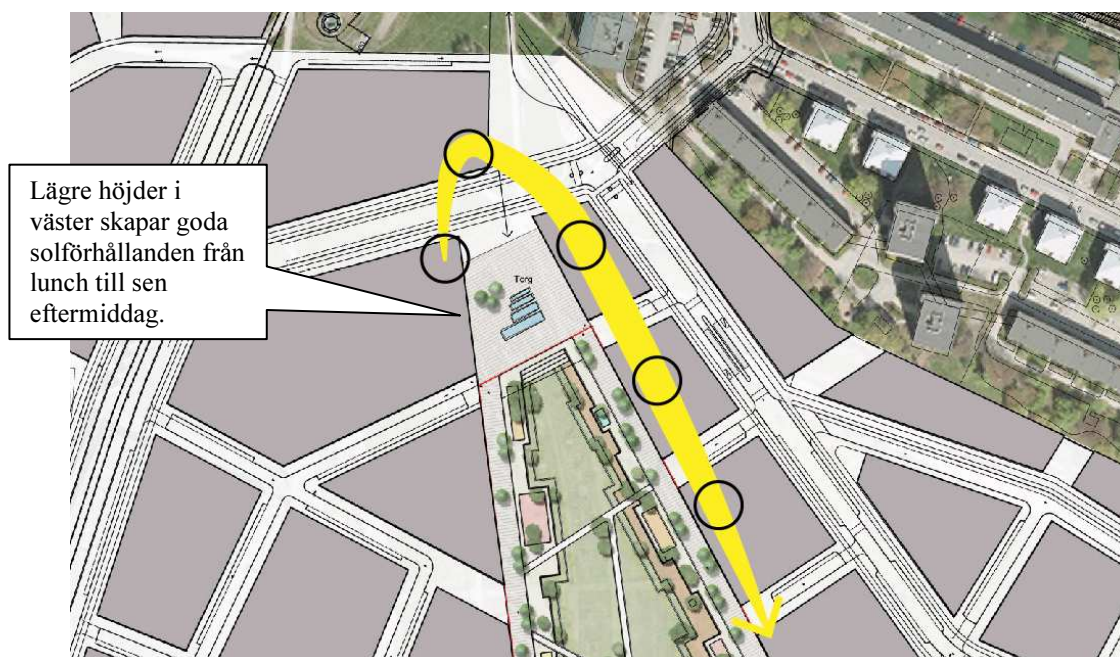 Lägre höjder i
väster skapar goda
solförhållanden från
lunch till sen
eftermiddag.
Torg